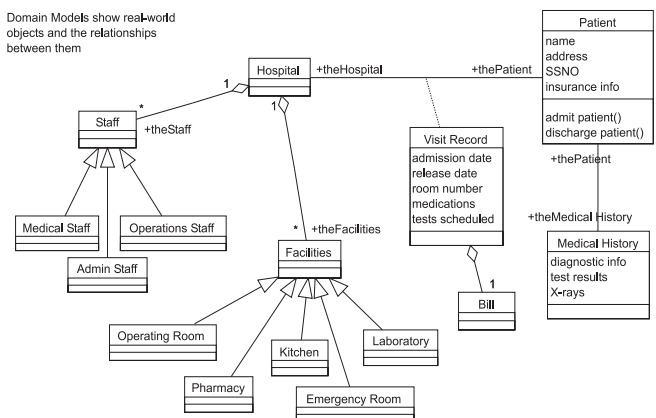 Domain Models show real-world
objects and the relationships
between them
Patient
name
address
SSNO
insurance info
admit patient()
discharge patient()
Hospital
+theHospital
+thePatient
1
1
*
+theStaff
Staff
Medical Staff
Operations Staff
Admin Staff
Visit Record
admission date
release date
room number
medications
tests scheduled
+thePatient
+theMedical History
Medical History
diagnostic info
test results
X-rays
*
+theFacilities
Facilities
1
Bill
Operating Room
Laboratory
Kitchen
Pharmacy
Emergency Room